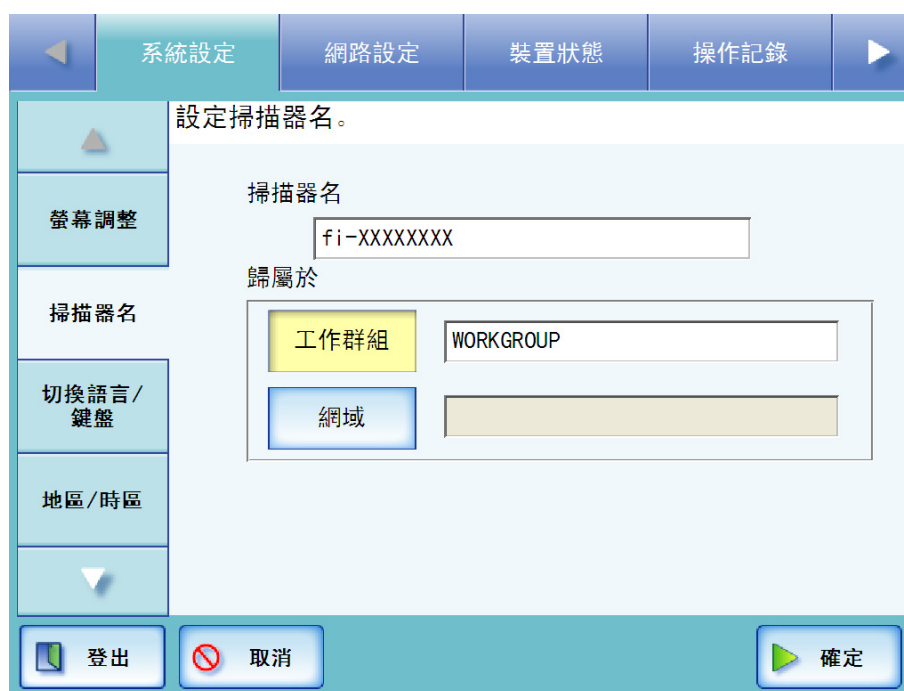 系統設定
網路設定
裝置狀態
操作記錄
設定掃描器名。
螢幕調整
掃描器名
切換語言/
鍵盤
地區/時區
掃描器名
fi-XXXXXXXX
歸屬於
工作群組
WORKGROUP
網域
登出
取消
確定